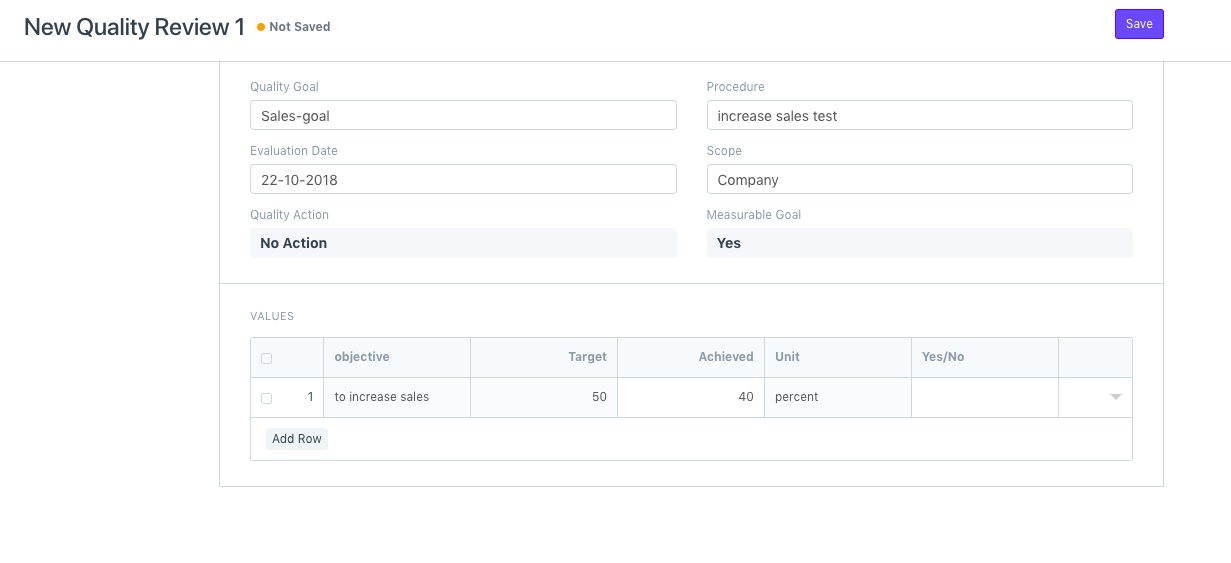 New Quality Review 1 Not Saved Save
Quality Goal Procedure
Sales-goal increase sales test
Evaluation Date Scope
22-10-2018 Company
Quality Action Measurable Goal
No Action Yes
VALUES
objective Target Achieved Unit Yes/No
1 to increase sales 50 40 percent
Add Row